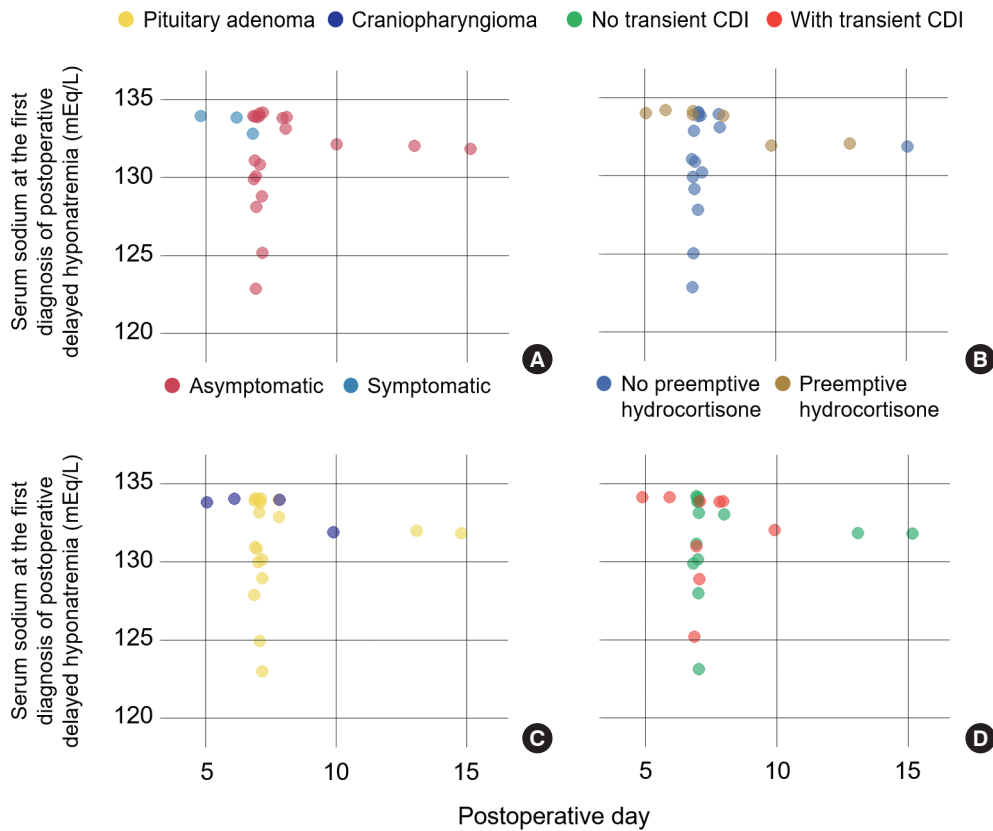 Pituitary adenoma Craniopharyngioma No transient CDI With transient CDI
Serum sodium at the first
diagnosis of postoperative
delayed hyponatremia (mEq/L)
135
130
125
120
A
B
Asymptomatic Symptomatic
No preemptive
hydrocortisone
Preemptive
hydrocortisone
Serum sodium at the first
diagnosis of postoperative
delayed hyponatremia (mEq/L)
135
130
125
120
C
D
5 10 15
5 10 15
Postoperative day